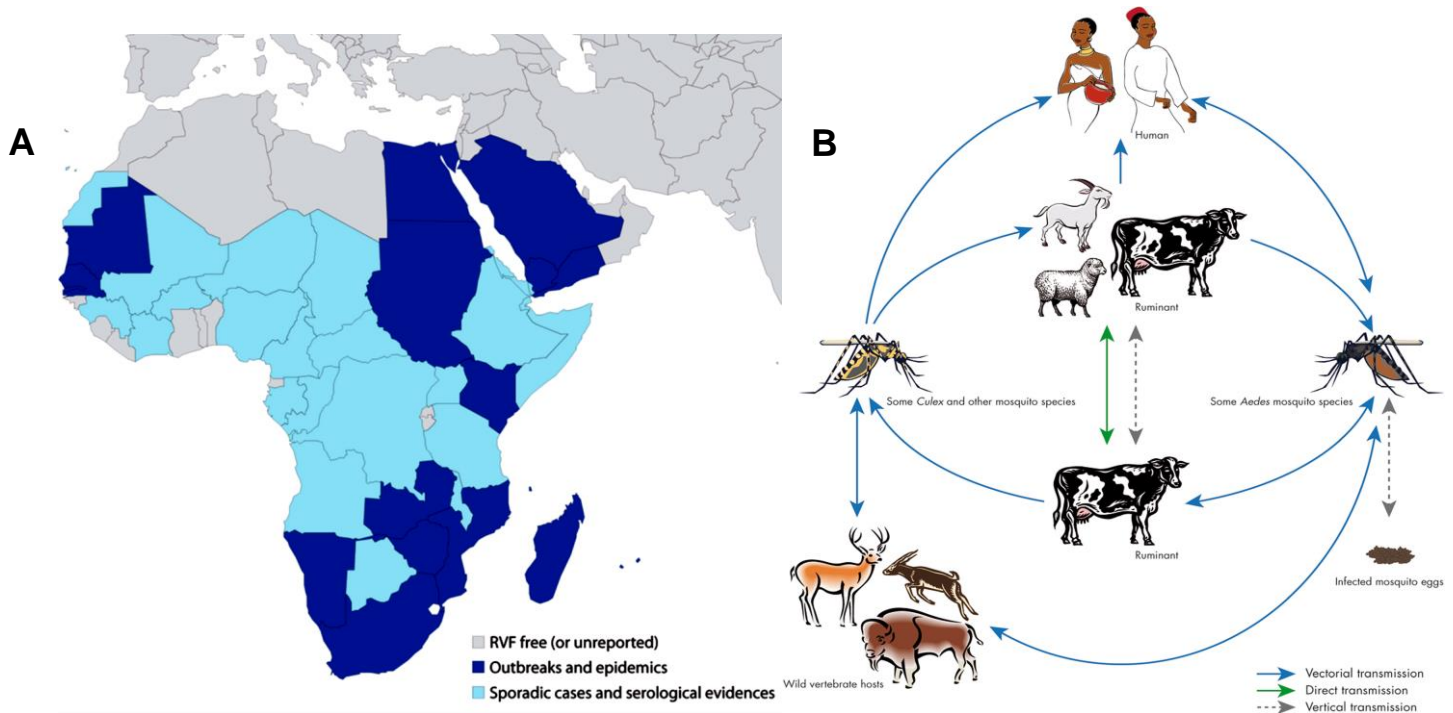 A
RVF free (or unreported)
Outbreaks and epidemics
Sporadic cases and serological evidences
B
Human
Ruminant
Some Culex and other mosquito species
Some Aedes mosquito species
Ruminant
Infected mosquito eggs
Wild vertebrate hosts
Vectorial transmission
Direct transmission
Vertical transmission